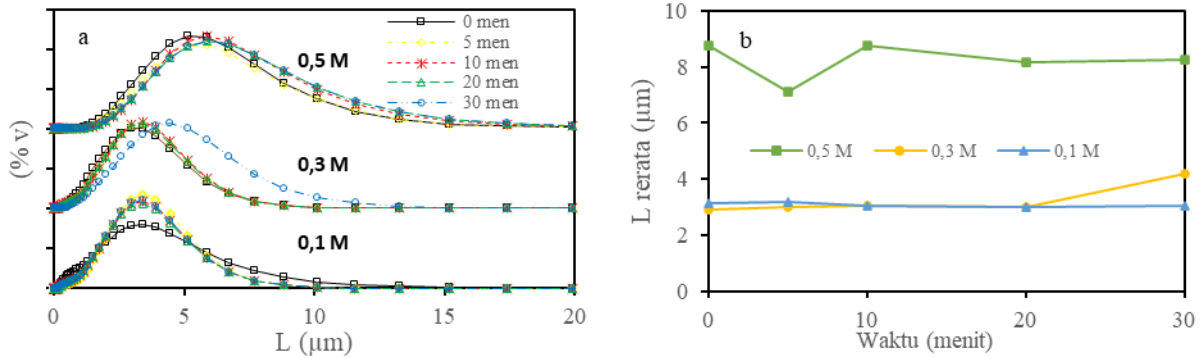 a
0 men
5 men
10 men
20 men
30 men
0,5 M
0,3 M
0,1 M
(% v)
0 5 10 15 20
L (µm)
b
10
8
6
4
2
0
L rerata (µm)
0,5 M 0,3 M 0,1 M
0 10 20 30
Waktu (menit)